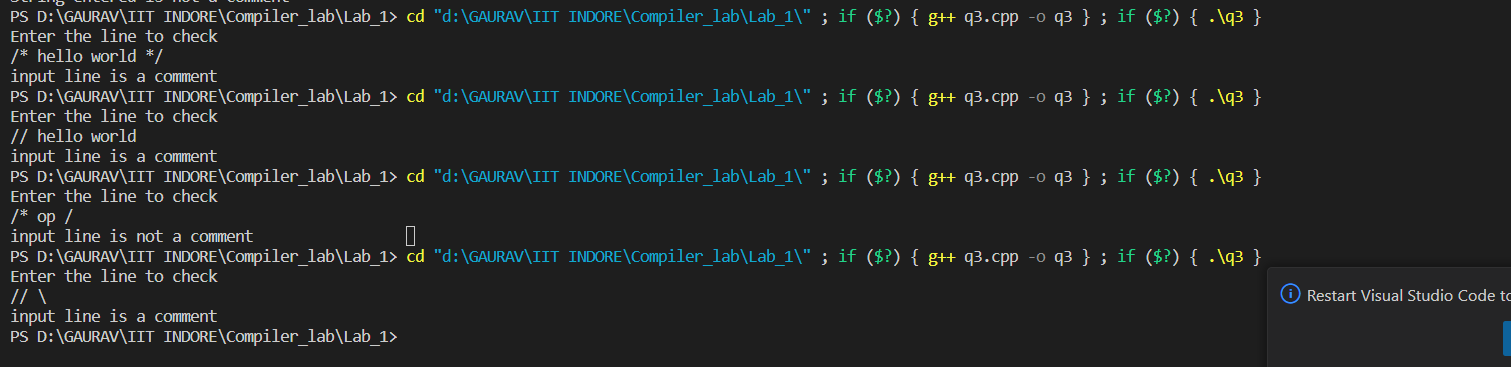 String entered is not a comment
PS D:\GAURAV\IIT INDORE\Compiler_lab\Lab_1> cd "d:\GAURAV\IIT INDORE\Compiler_lab\Lab_1\" ; if ($?) { g++ q3.cpp -o q3 } ; if ($?) { .\q3 }
Enter the line to check
/* hello world */
input line is a comment
PS D:\GAURAV\IIT INDORE\Compiler_lab\Lab_1> cd "d:\GAURAV\IIT INDORE\Compiler_lab\Lab_1\" ; if ($?) { g++ q3.cpp -o q3 } ; if ($?) { .\q3 }
Enter the line to check
// hello world
input line is a comment
PS D:\GAURAV\IIT INDORE\Compiler_lab\Lab_1> cd "d:\GAURAV\IIT INDORE\Compiler_lab\Lab_1\" ; if ($?) { g++ q3.cpp -o q3 } ; if ($?) { .\q3 }
Enter the line to check
/* op /
input line is not a comment
PS D:\GAURAV\IIT INDORE\Compiler_lab\Lab_1> cd "d:\GAURAV\IIT INDORE\Compiler_lab\Lab_1\" ; if ($?) { g++ q3.cpp -o q3 } ; if ($?) { .\q3 }
Enter the line to check
// \
input line is a comment
PS D:\GAURAV\IIT INDORE\Compiler_lab\Lab_1>
Restart Visual Studio Code to